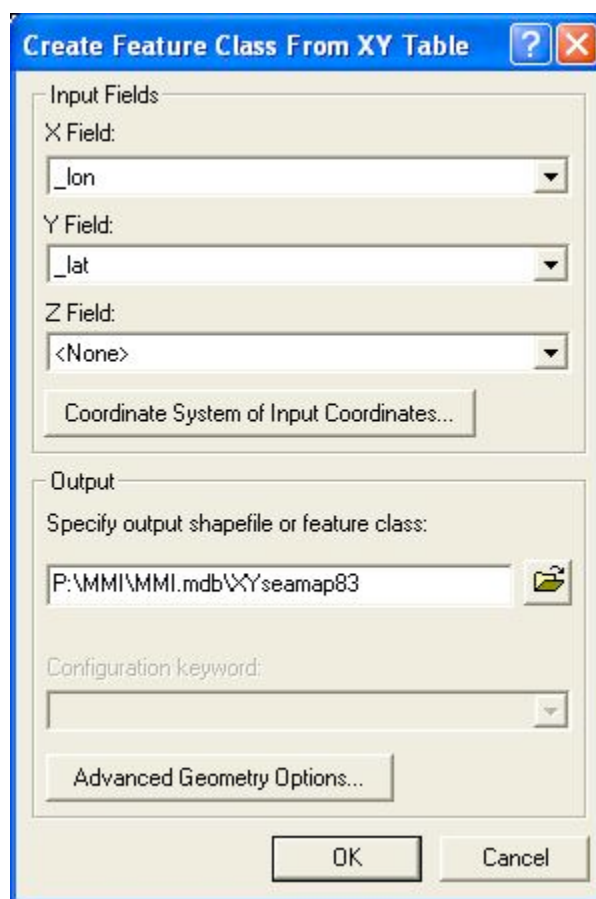 Create Feature Class From XY Table
Input Fields
X Field:
_lon
Y Field:
_lat
Z Field:
<None>
Coordinate System of Input Coordinates...
Output
Specify output shapefile or feature class:
P:\MMI\MMI.mdb\XYseamap83
Configuration keyword:
Advanced Geometry Options...
OK Cancel